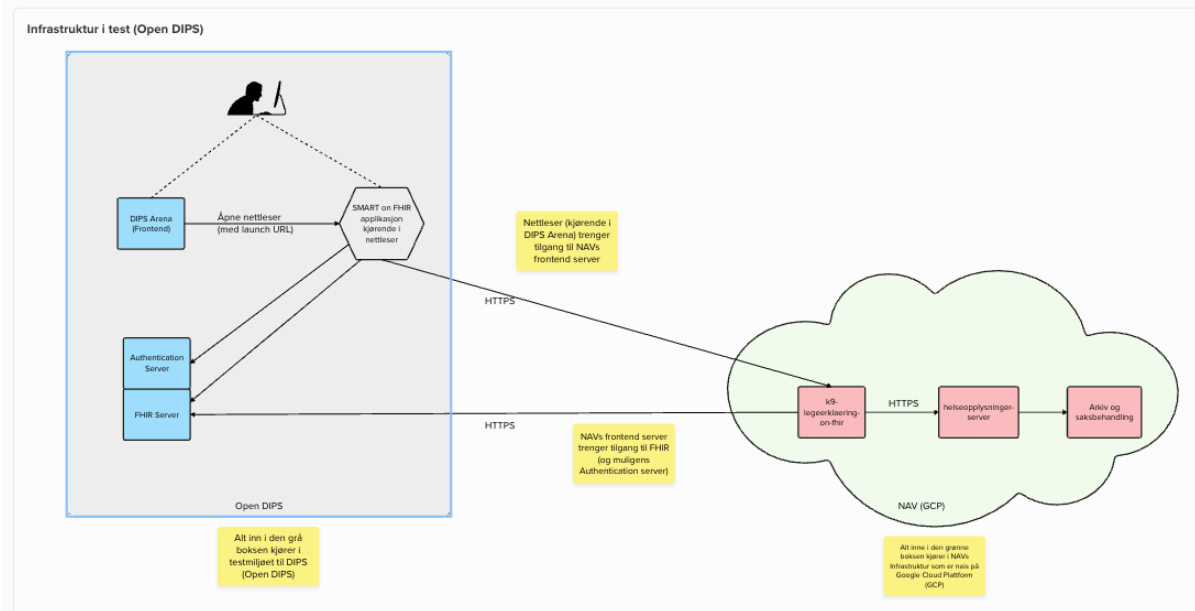 Infrastruktur i test (Open DIPS)
DIPS Arena
(Frontend)
Åpne nettleser
(med launch URL)
SMART on FHIR
applikasjon
kjørende i
nettleser
Nettleser (kjørende i
DIPS Arena) trenger
tilgang til NAVs
frontend server
HTTPS
Authentication
Server
FHIR Server
HTTPS
k9-
legeerklaering-
on-fhir
HTTPS
helseopplysninger-
server
Arkiv og
saksbehandling
NAVs frontend server
trenger tilgang til FHIR
(og muligens
Authentication server)
Open DIPS
NAV (GCP)
Alt inn i den grå
boksen kjører i
testmiljøet til DIPS
(Open DIPS)
Alt inne i den grønne
boksen kjører i NAVs
Infrastruktur som er nais på
Google Cloud Plattform
(GCP)